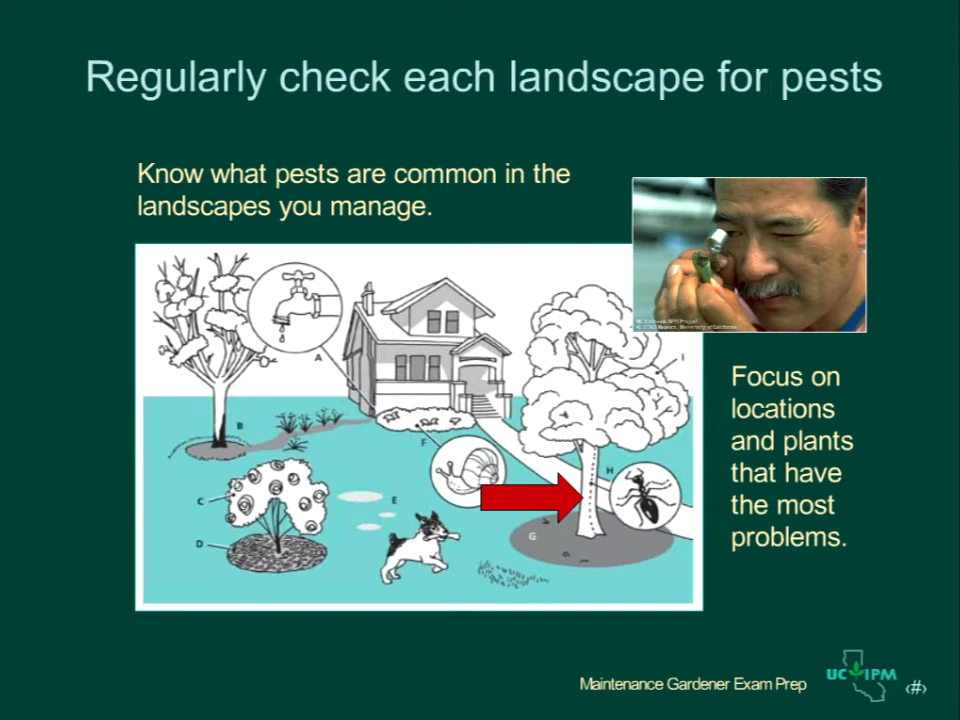 Regularly check each landscape for pests
Know what pests are common in the
landscapes you manage.
A
B
C
D
E
F
G
H
I
Focus on
locations
and plants
that have
the most
problems.
Maintenance Gardener Exam Prep
UC IPM
‹#›